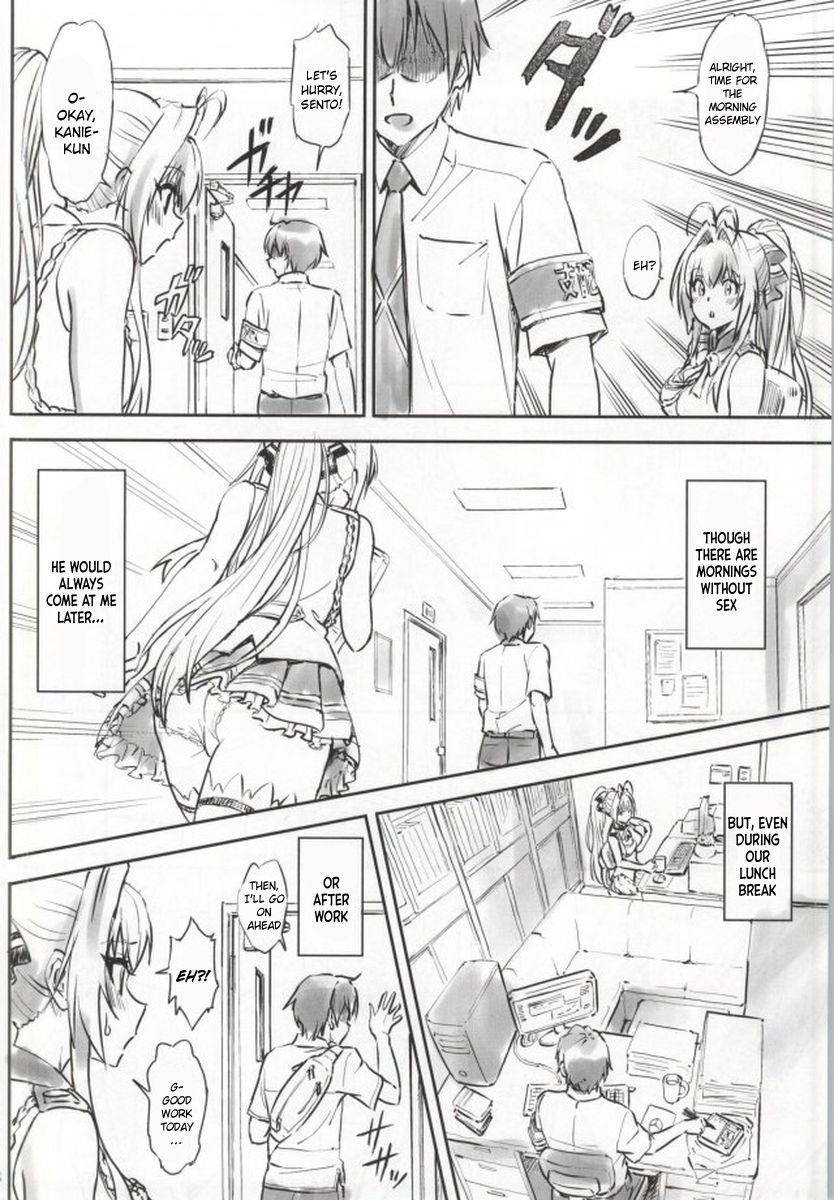 ALRIGHT,
TIME FOR
THE
MORNING
ASSEMBLY
ダダッ
EH?
LET'S
HURRY,
SENTO!
O-
OKAY,
KANIE-
KUN
ガチャ
ガタ
THOUGH
THERE ARE
MORNINGS
WITHOUT
SEX
HE WOULD
ALWAYS
COME AT ME
LATER...
BUT, EVEN
DURING
OUR
LUNCH
BREAK
OR
AFTER
WORK
THEN,
I'LL GO
ON
AHEAD
EH?!
G-
GOOD
WORK
TODAY
...